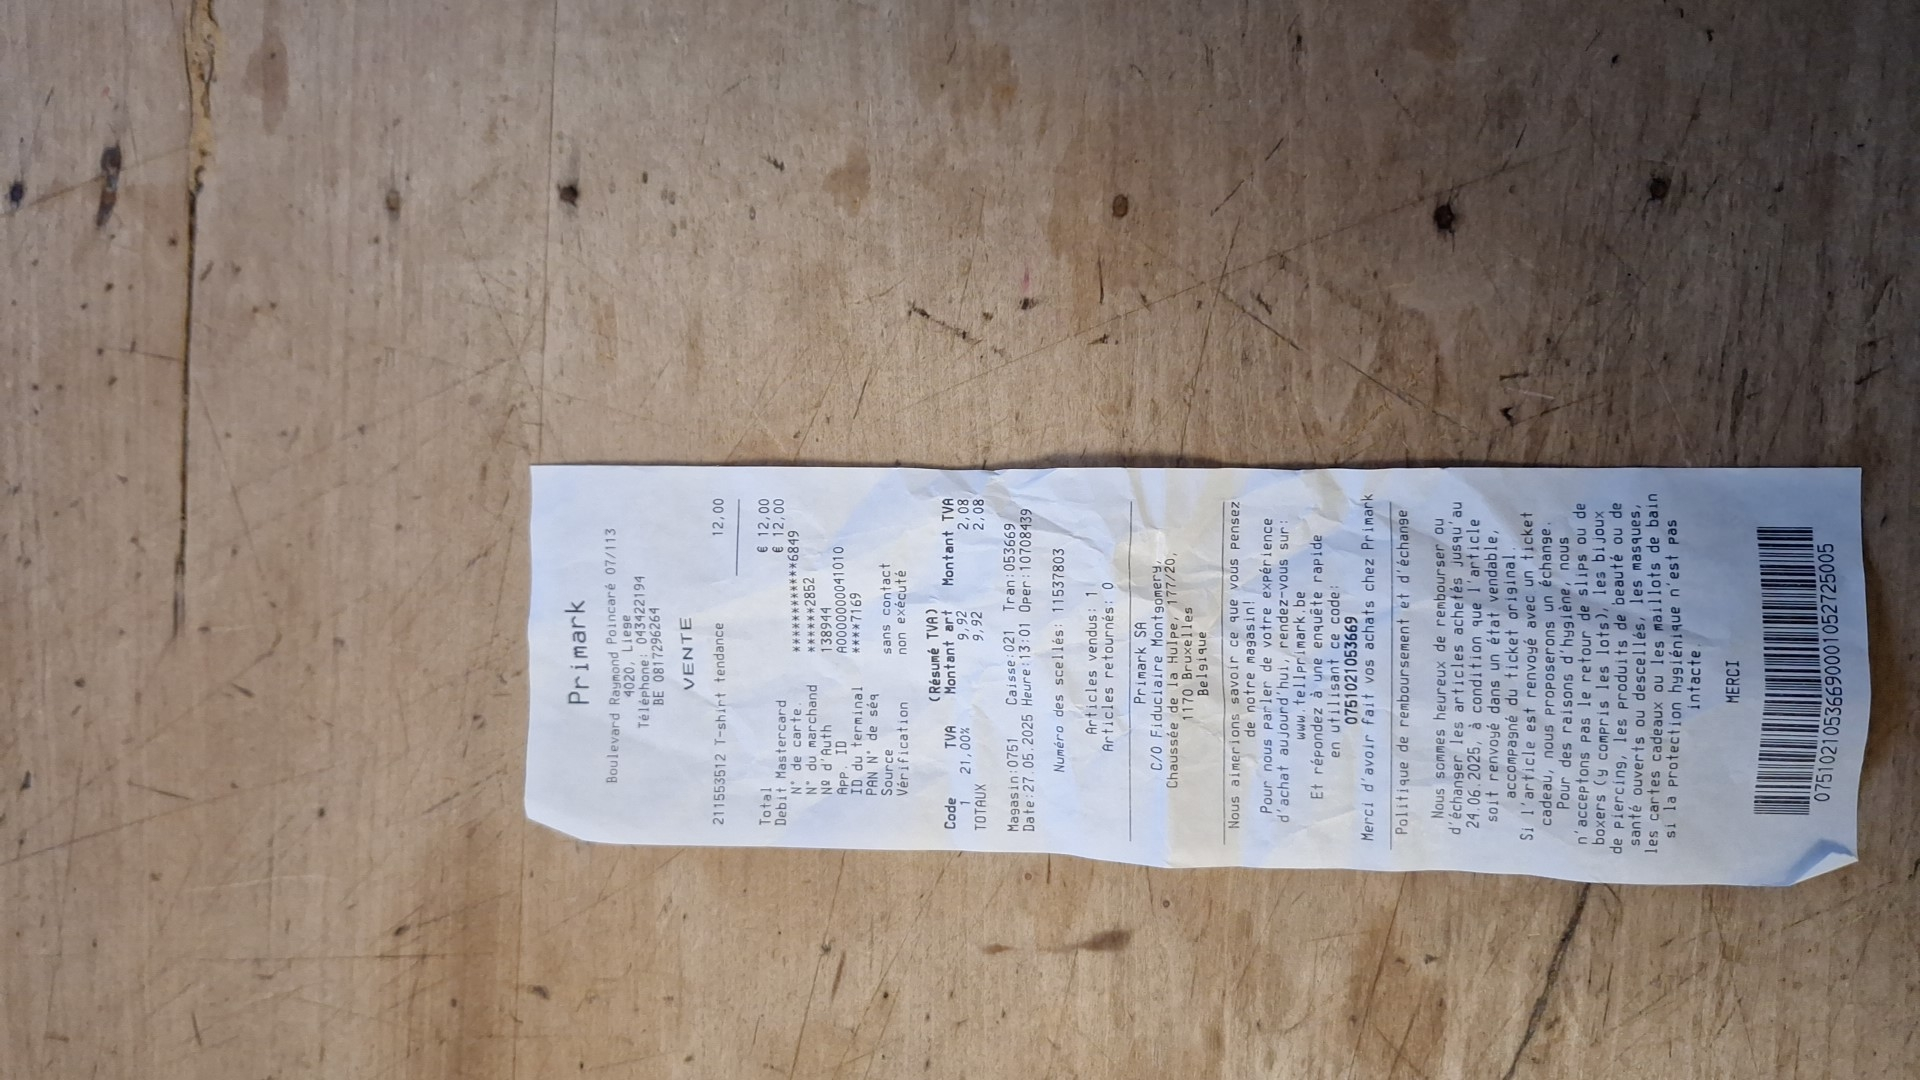 Primark
Boulevard Raymond Poincaré 07/113
4020, Liege
Téléphone: 043422194
BE 0817296264
VENTE
211553512 T-shirt tendance 12,00
Total € 12,00
Debit Mastercard € 12,00
N° de carte. ************6849
N° du marchand ******2852
Nº d'Auth 138944
App. ID A0000000041010
ID du terminal ****7169
PAN N° de séq
Source sans contact
Vérification non exécuté
(Résumé TVA)
Code TVA Montant art Montant TVA
1 21,00% 9,92 2,08
TOTAUX 9,92 2,08
Magasin:0751 Caisse:021 Tran:053669
Date:27.05.2025 Heure:13:01 Oper:10708439
Numéro des scellés: 11537803
Articles vendus: 1
Articles retournés: 0
Primark SA
C/O Fiduciaire Montgomery,
Chaussée de la Hulpe, 177/20,
1170 Bruxelles
Belgique
Nous aimerions savoir ce que vous pensez
de notre magasin!
Pour nous parler de votre expérience
d'achat aujourd'hui, rendez-vous sur:
www.tellprimark.be
Et répondez à une enquête rapide
en utilisant ce code:
0751021053669
Merci d'avoir fait vos achats chez Primark
Politique de remboursement et d'échange
Nous sommes heureux de rembourser ou
d'échanger les articles achetés jusqu'au
24.06.2025, à condition que l'article
soit renvoyé dans un état vendable,
accompagné du ticket original.
Si l'article est renvoyé avec un ticket
cadeau, nous proposerons un échange.
Pour des raisons d'hygiène, nous
n'acceptons pas le retour de slips ou de
boxers (y compris les lots), les bijoux
de piercing, les produits de beauté ou de
santé ouverts ou descellés, les masques,
les cartes cadeaux ou les maillots de bain
si la protection hygiénique n'est pas
intacte.
MERCI
07510210536690001052725005